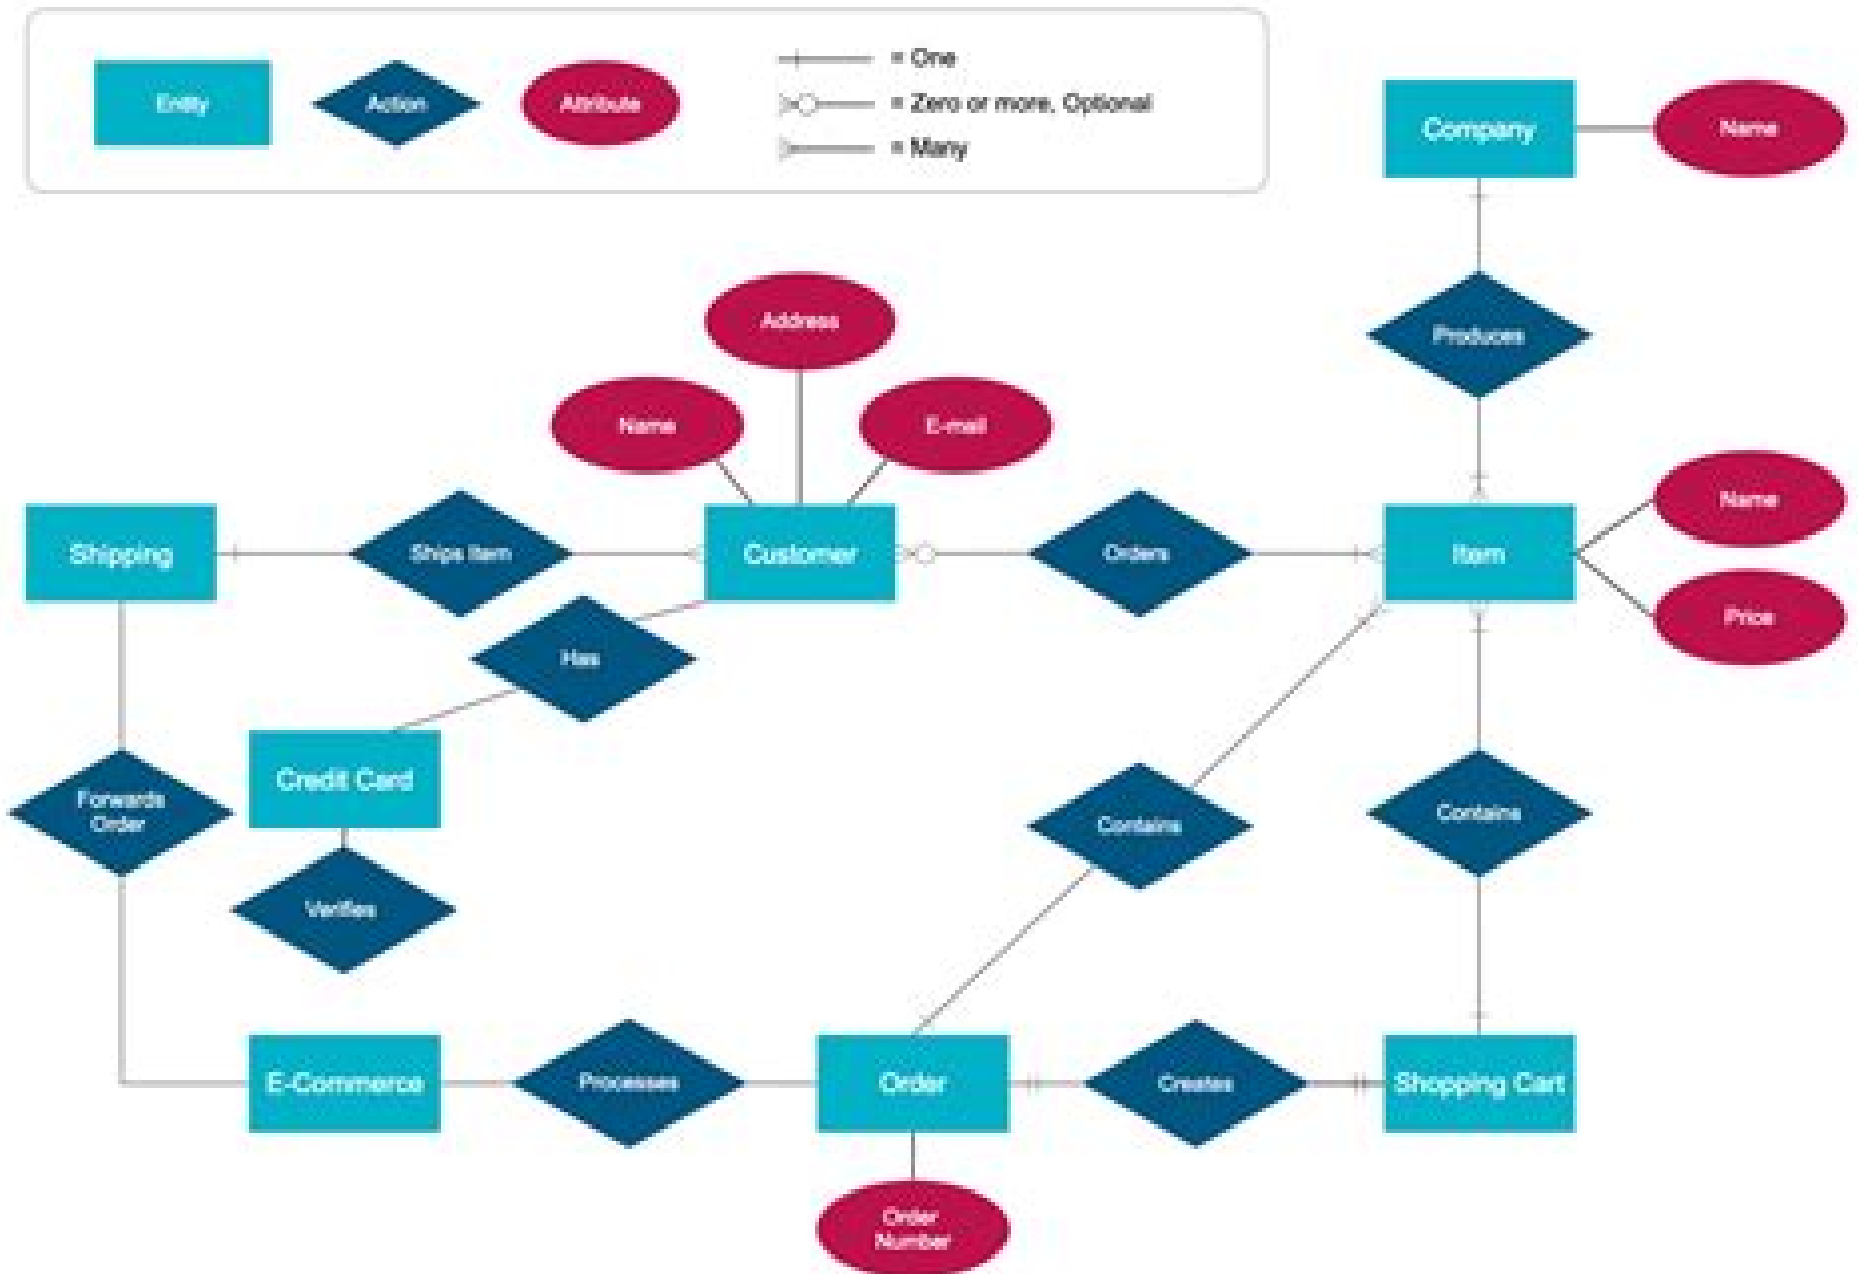 Entity
Action
Attribute
= One
= Zero or more, Optional
= Many
Company
Name
Produces
Address
Name
E-mail
Name
Shipping
Ships Item
Customer
Orders
Item
Price
Has
Credit Card
Forwards
Order
Contains
Contains
Verifies
E-Commerce
Processes
Order
Creates
Shopping Cart
Order
Number